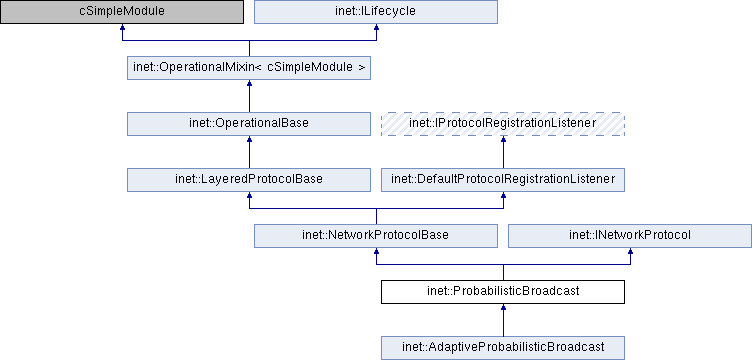 cSimpleModule
inet::ILifecycle
inet::OperationalMixin< cSimpleModule >
inet::OperationalBase
inet::IProtocolRegistrationListener
inet::LayeredProtocolBase
inet::DefaultProtocolRegistrationListener
inet::NetworkProtocolBase
inet::INetworkProtocol
inet::ProbabilisticBroadcast
inet::AdaptiveProbabilisticBroadcast